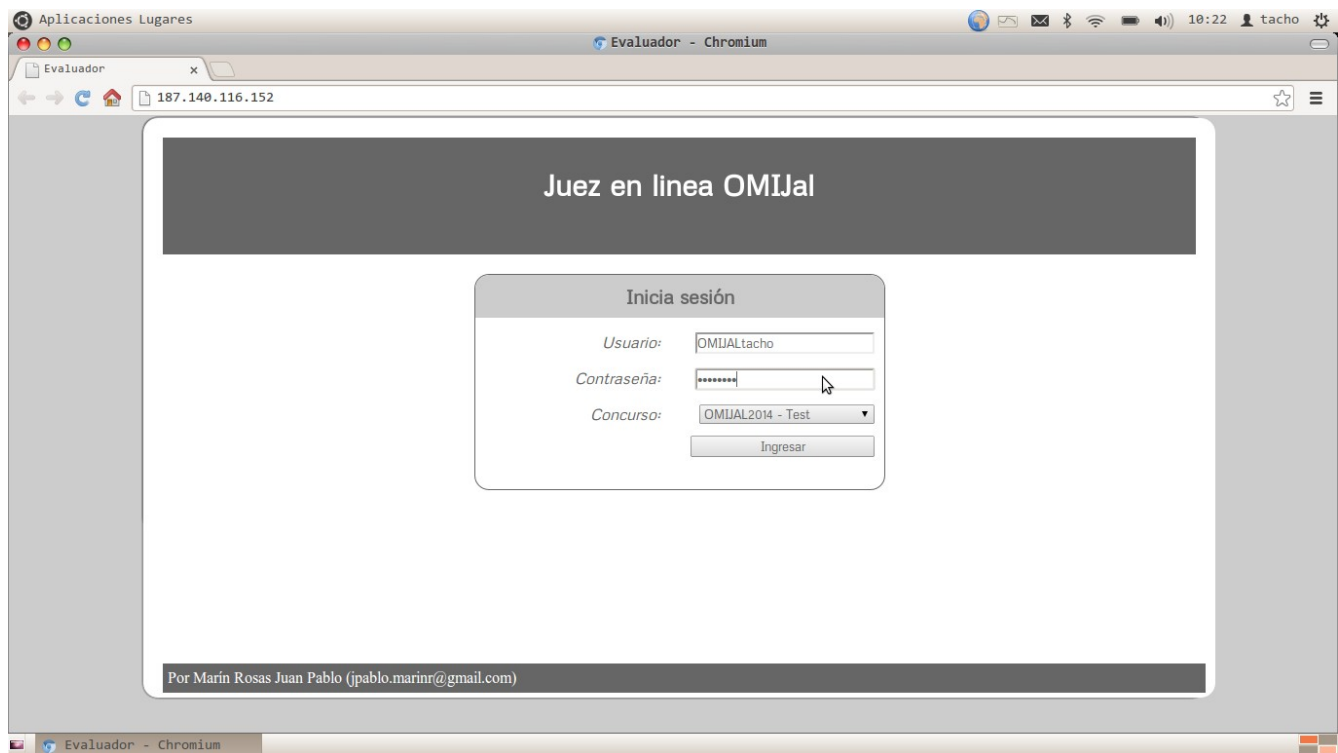 Aplicaciones Lugares
10:22 tacho
Evaluador - Chromium
Evaluador
187.140.116.152
Juez en linea OMIJal
Inicia sesión
Usuario: OMIJALtacho
Contraseña: ••••••••
Concurso: OMIJAL2014 - Test
Ingresar
Por Marín Rosas Juan Pablo (jpablo.marinr@gmail.com)
Evaluador - Chromium